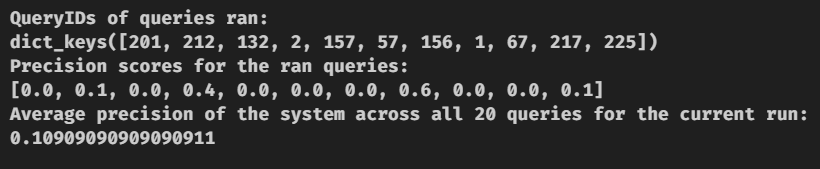 QueryIDs of queries ran:
dict_keys([201, 212, 132, 2, 157, 57, 156, 1, 67, 217, 225])
Precision scores for the ran queries:
[0.0, 0.1, 0.0, 0.4, 0.0, 0.0, 0.0, 0.6, 0.0, 0.0, 0.1]
Average precision of the system across all 20 queries for the current run:
0.10909090909090911